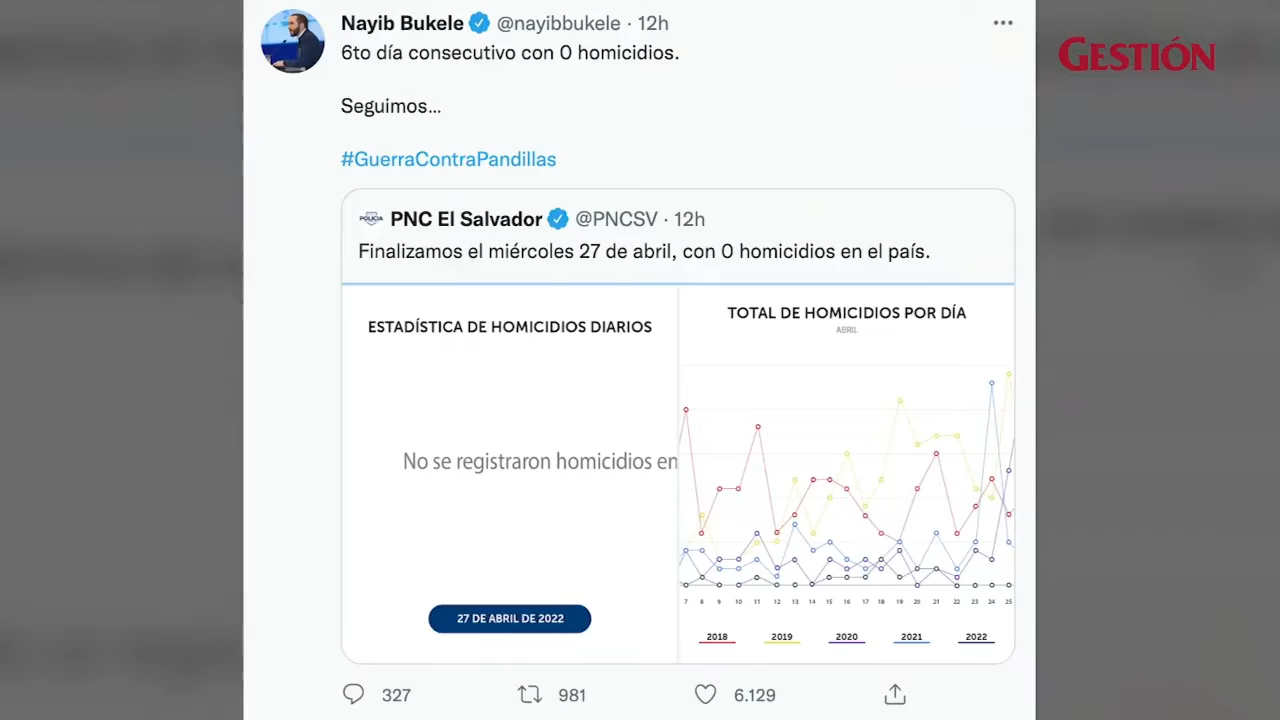 Nayib Bukele @nayibbukele · 12h
GESTIÓN
6to día consecutivo con 0 homicidios.
Seguimos...
#GuerraContraPandillas
POLICÍA PNC El Salvador @PNCSV · 12h
Finalizamos el miércoles 27 de abril, con 0 homicidios en el país.
ESTADÍSTICA DE HOMICIDIOS DIARIOS
No se registraron homicidios en
27 DE ABRIL DE 2022
TOTAL DE HOMICIDIOS POR DÍA
ABRIL
7 8 9 10 11 12 13 14 15 16 17 18 19 20 21 22 23 24 25
2018 2019 2020 2021 2022
327 981 6.129